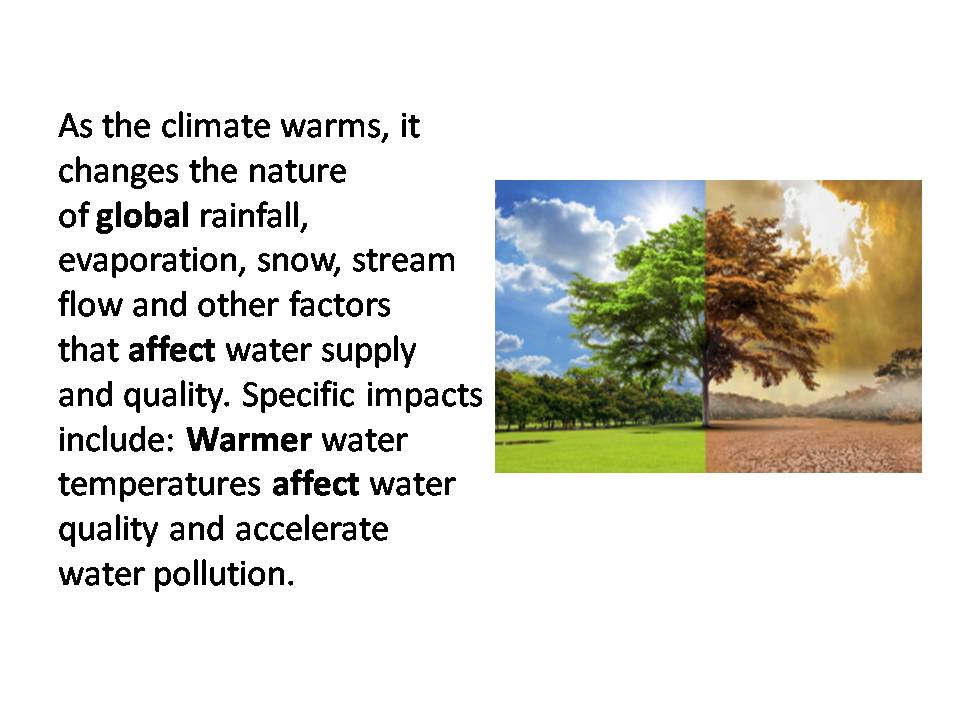 As the climate warms, it
changes the nature
of global rainfall,
evaporation, snow, stream
flow and other factors
that affect water supply
and quality. Specific impacts
include: Warmer water
temperatures affect water
quality and accelerate
water pollution.